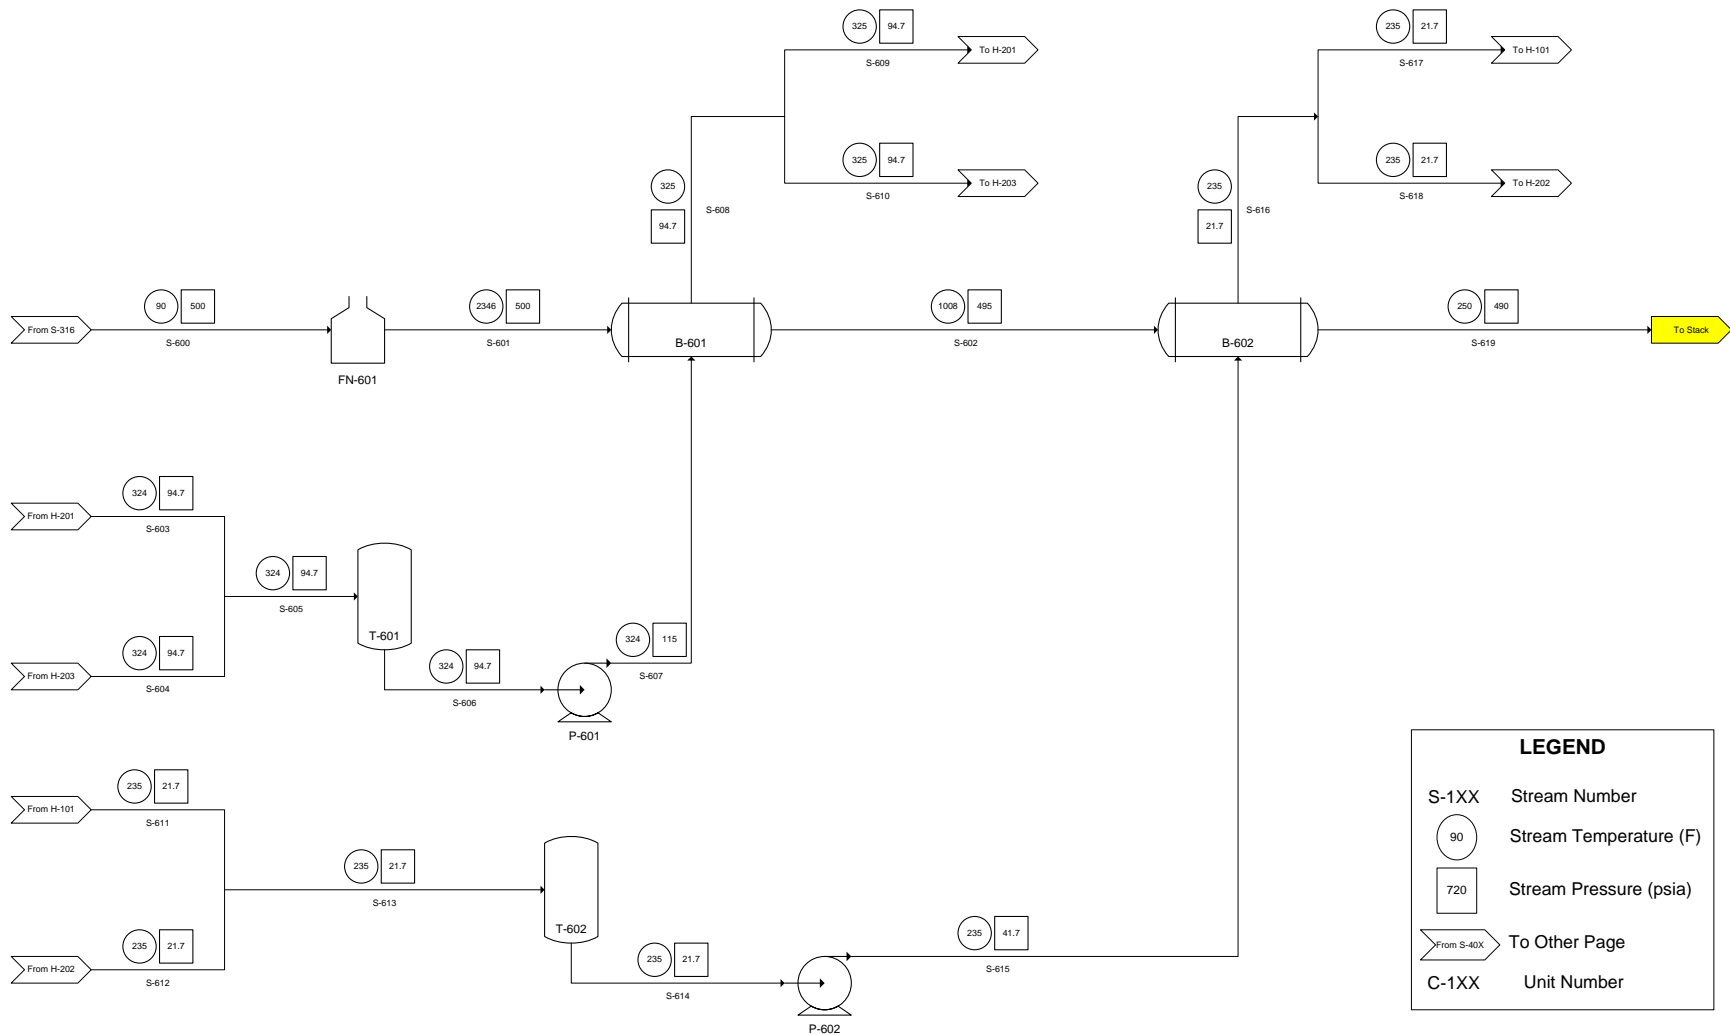 325
94.7
To H-201
S-609
235
21.7
To H-101
S-617
325
94.7
To H-203
S-610
235
21.7
To H-202
S-618
325
94.7
S-608
235
21.7
S-616
From S-316
90
500
S-600
FN-601
2346
500
S-601
B-601
1008
495
S-602
B-602
250
490
S-619
To Stack
From H-201
324
94.7
S-603
324
94.7
S-605
T-601
From H-203
324
94.7
S-604
324
94.7
S-606
P-601
324
115
S-607
From H-101
235
21.7
S-611
235
21.7
S-613
T-602
From H-202
235
21.7
S-612
235
21.7
S-614
P-602
235
41.7
S-615
LEGEND
S-1XX Stream Number
90 Stream Temperature (F)
720 Stream Pressure (psia)
From S-40X To Other Page
C-1XX Unit Number